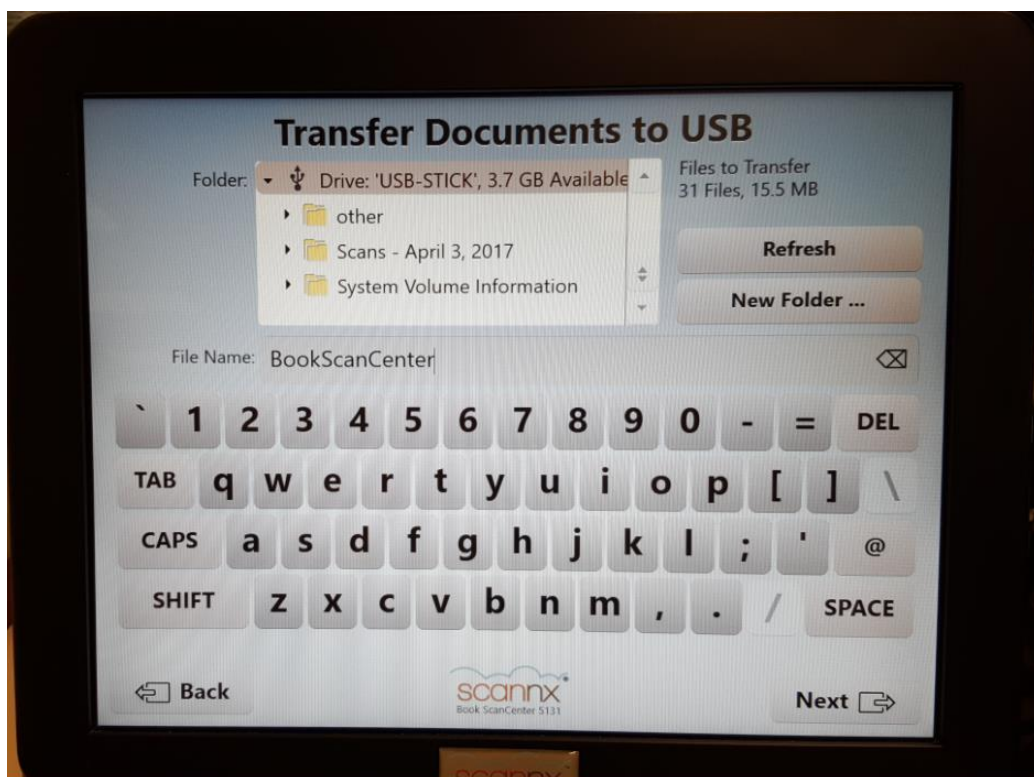 Transfer Documents to USB
Folder: Drive: 'USB-STICK', 3.7 GB Available
other
Scans - April 3, 2017
System Volume Information
Files to Transfer
31 Files, 15.5 MB
Refresh
New Folder ...
File Name: BookScanCenter
` 1 2 3 4 5 6 7 8 9 0 - = DEL
TAB q w e r t y u i o p [ ] \
CAPS a s d f g h j k l ; ' @
SHIFT z x c v b n m , . / SPACE
Back
scannx
Book ScanCenter 5131
Next
scannx